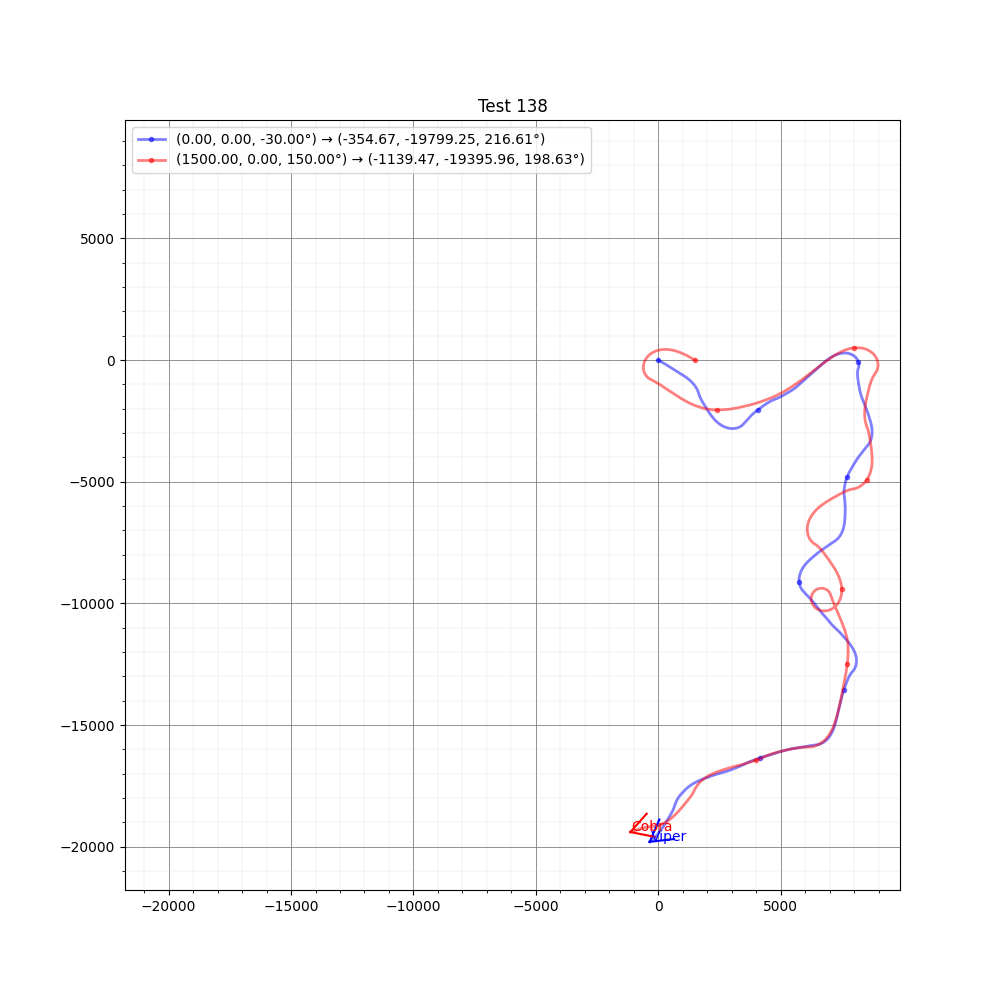 Test 138
(0.00, 0.00, -30.00°) → (-354.67, -19799.25, 216.61°)
(1500.00, 0.00, 150.00°) → (-1139.47, -19395.96, 198.63°)
5000
0
−5000
−10000
−15000
−20000
Cobra
Viper
−20000 −15000 −10000 −5000 0 5000